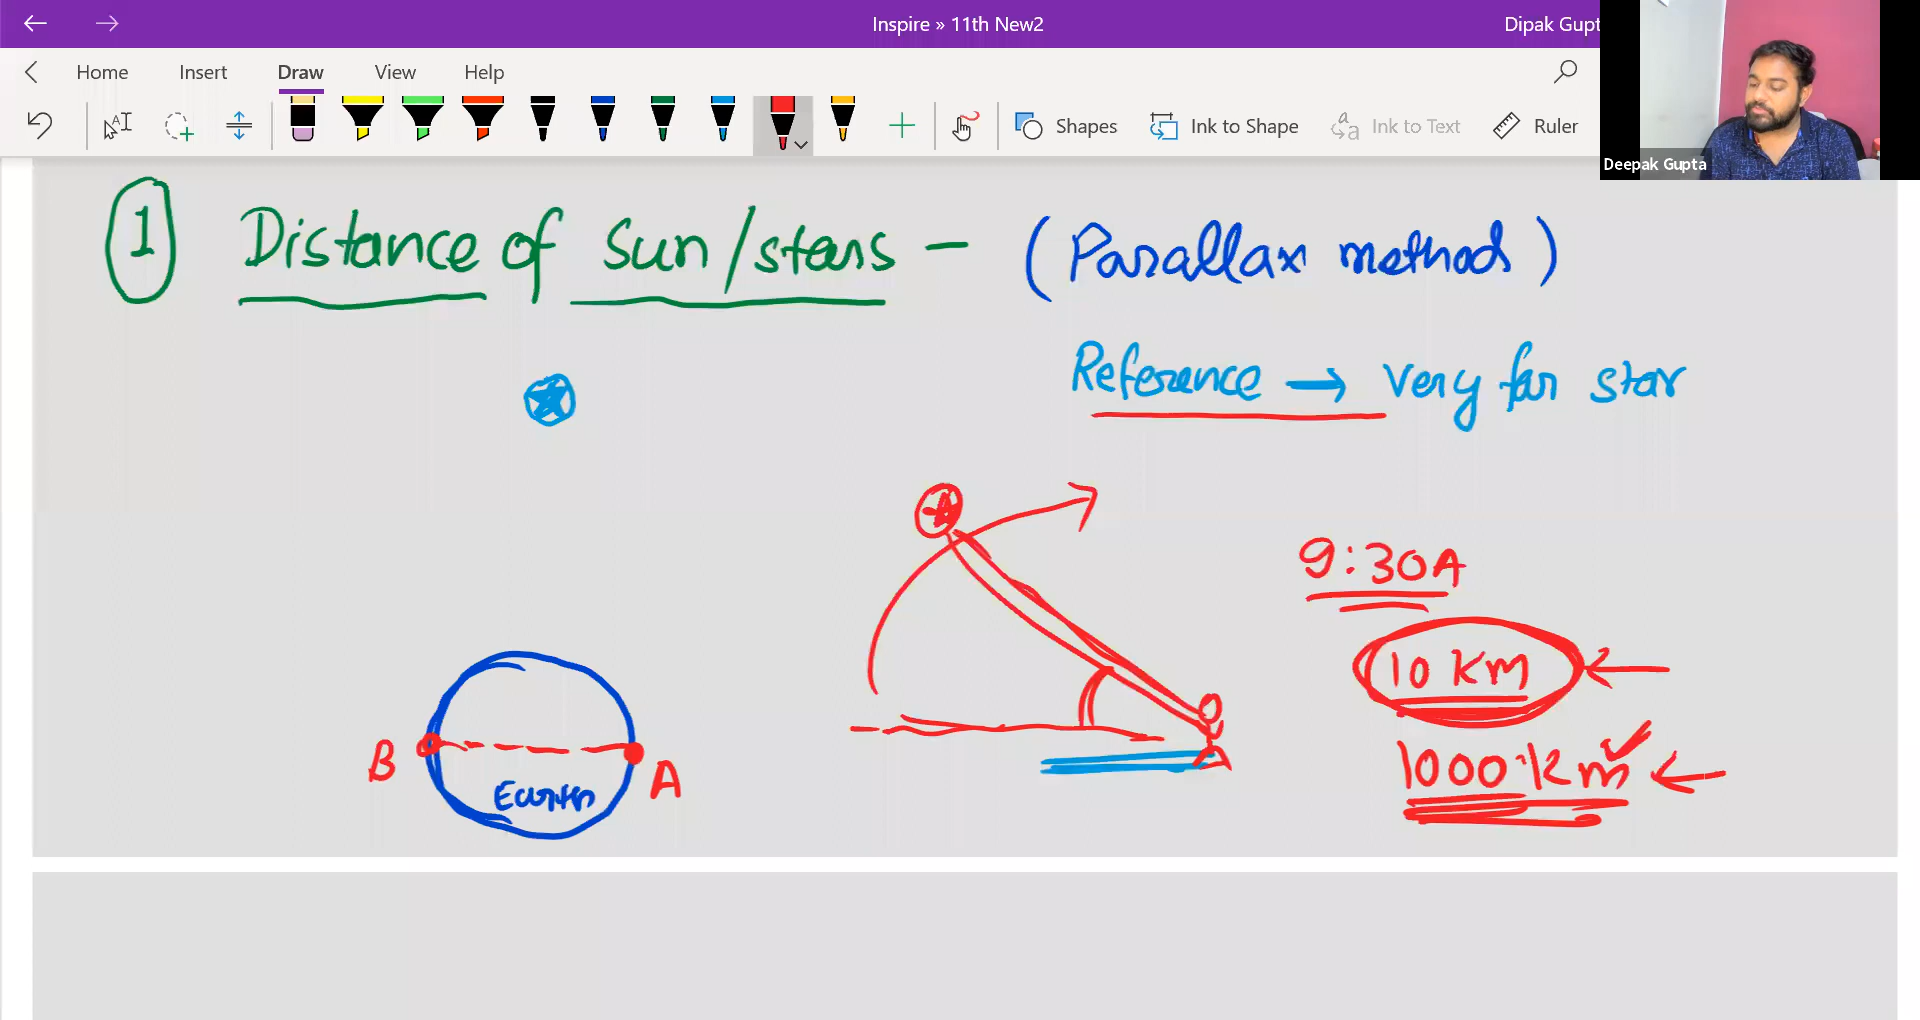 Inspire » 11th New2
Dipak Gupt
Home Insert Draw View Help
Shapes Ink to Shape Ink to Text Ruler
Deepak Gupta
1 Distance of sun/stars - (Parallax method)
Reference → Very far star
9:30A
10 Km
1000 Km
B A
Earth